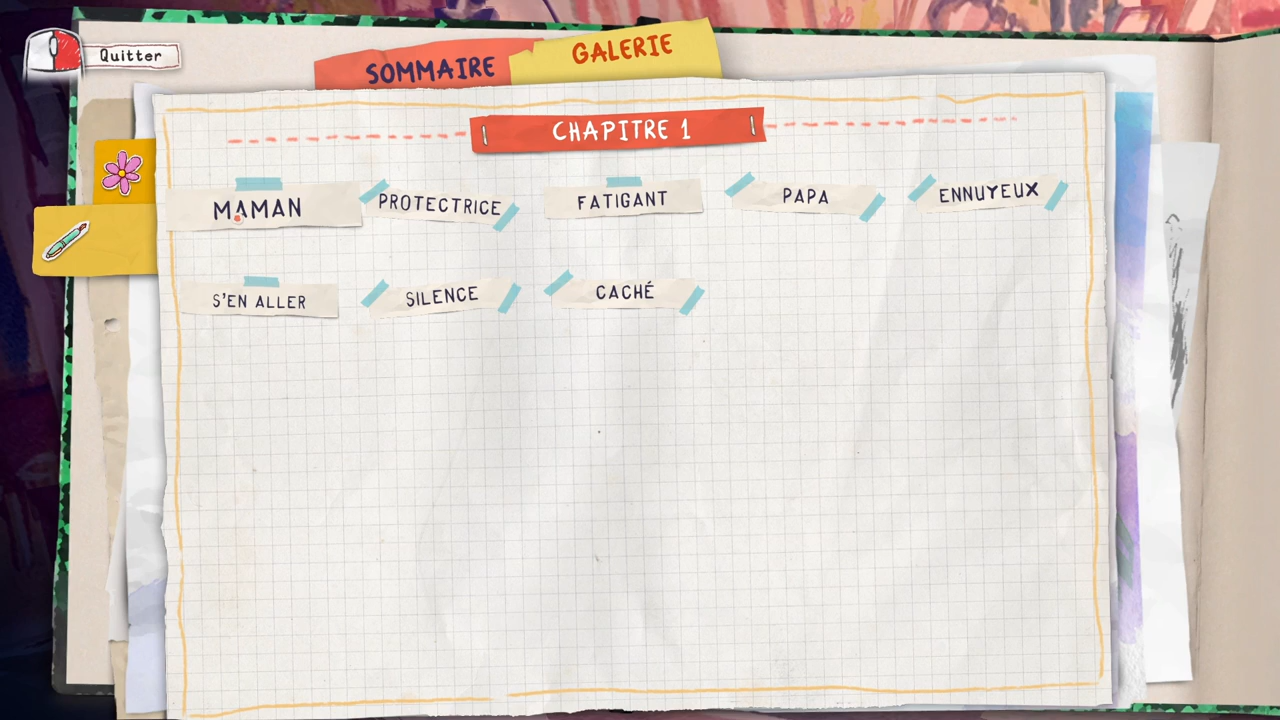 Quitter
SOMMAIRE
GALERIE
CHAPITRE 1
MAMAN
PROTECTRICE
FATIGANT
PAPA
ENNUYEUX
S'EN ALLER
SILENCE
CACHÉ